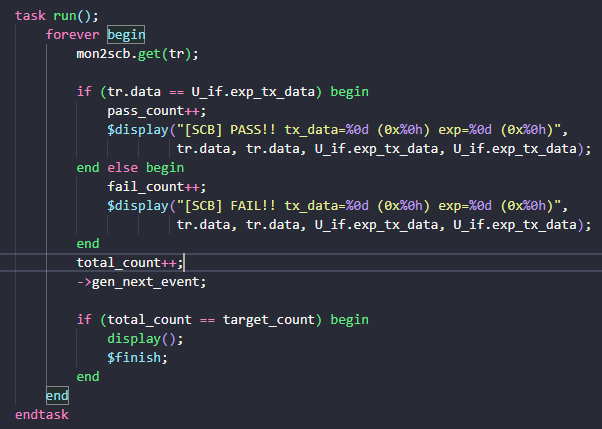 task run();
forever begin
mon2scb.get(tr);
if (tr.data == U_if.exp_tx_data) begin
pass_count++;
$display("[SCB] PASS!! tx_data=%0d (0x%0h) exp=%0d (0x%0h)",
tr.data, tr.data, U_if.exp_tx_data, U_if.exp_tx_data);
end else begin
fail_count++;
$display("[SCB] FAIL!! tx_data=%0d (0x%0h) exp=%0d (0x%0h)",
tr.data, tr.data, U_if.exp_tx_data, U_if.exp_tx_data);
end
total_count++;
->gen_next_event;
if (total_count == target_count) begin
display();
$finish;
end
end
endtask